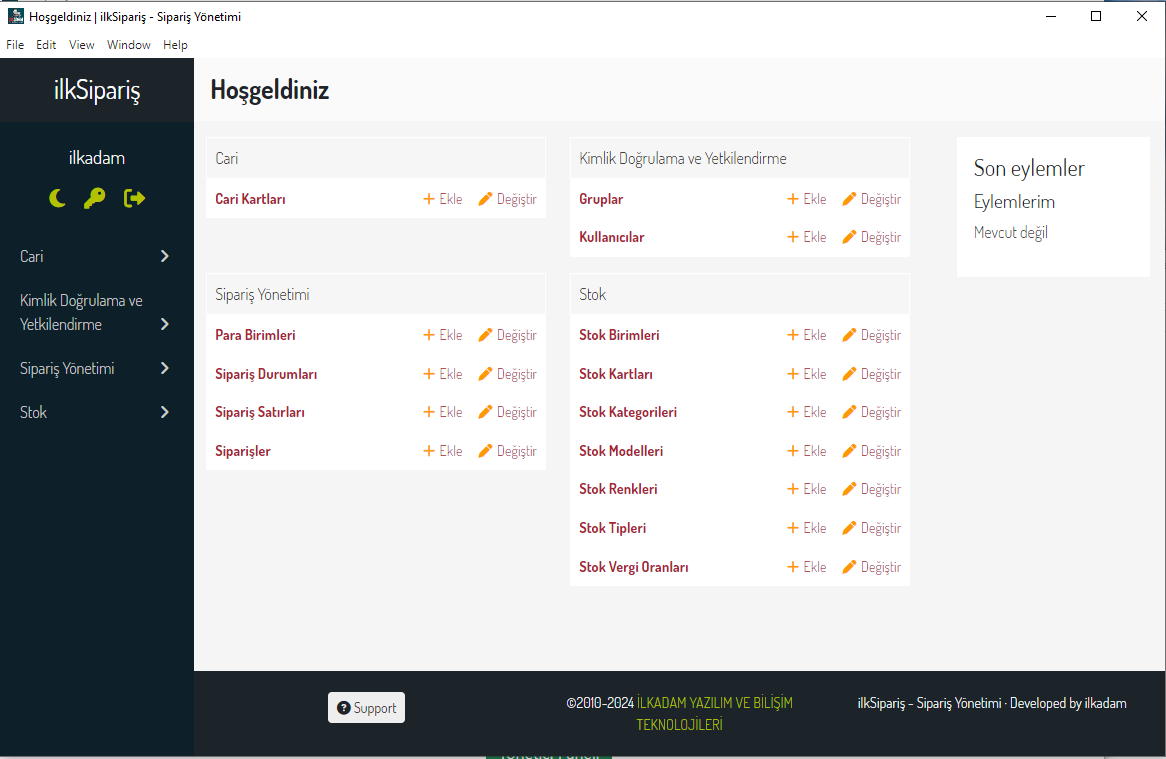 Hoşgeldiniz | ilkSipariş - Sipariş Yönetimi
File Edit View Window Help
ilkSipariş
ilkadam
Cari
Kimlik Doğrulama ve
Yetkilendirme
Sipariş Yönetimi
Stok
Hoşgeldiniz
Cari
Cari Kartları Ekle Değiştir
Kimlik Doğrulama ve Yetkilendirme
Gruplar Ekle Değiştir
Kullanıcılar Ekle Değiştir
Sipariş Yönetimi
Para Birimleri Ekle Değiştir
Sipariş Durumları Ekle Değiştir
Sipariş Satırları Ekle Değiştir
Siparişler Ekle Değiştir
Stok
Stok Birimleri Ekle Değiştir
Stok Kartları Ekle Değiştir
Stok Kategorileri Ekle Değiştir
Stok Modelleri Ekle Değiştir
Stok Renkleri Ekle Değiştir
Stok Tipleri Ekle Değiştir
Stok Vergi Oranları Ekle Değiştir
Son eylemler
Eylemlerim
Mevcut değil
Support
©2010-2024 İLKADAM YAZILIM VE BİLİŞİM
TEKNOLOJİLERİ
ilkSipariş - Sipariş Yönetimi · Developed by ilkadam